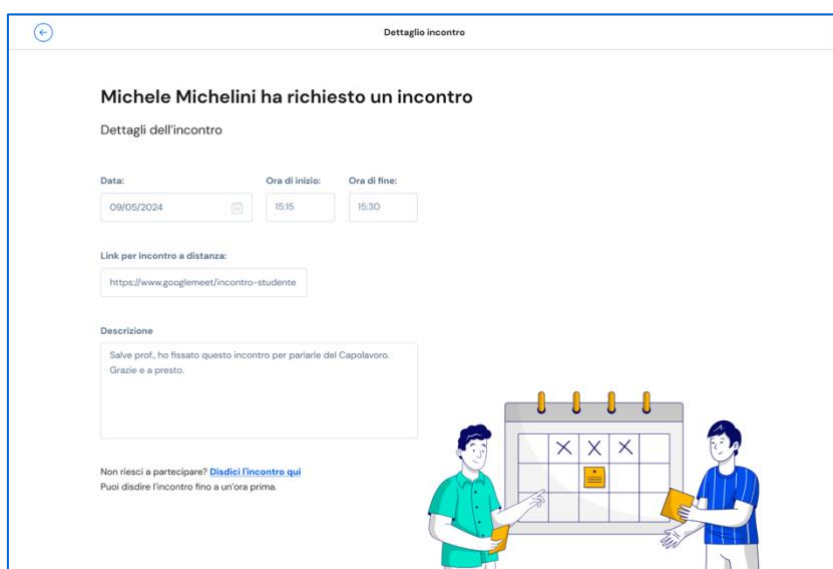 Dettaglio incontro
Michele Michelini ha richiesto un incontro
Dettagli dell'incontro
Data: Ora di inizio: Ora di fine:
09/05/2024 15:15 15:30
Link per incontro a distanza:
https://www.googlemeet/incontro-studente
Descrizione
Salve prof., ho fissato questo incontro per parlarle del Capolavoro.
Grazie e a presto.
Non riesci a partecipare? Disdici l'incontro qui
Puoi disdire l'incontro fino a un'ora prima.